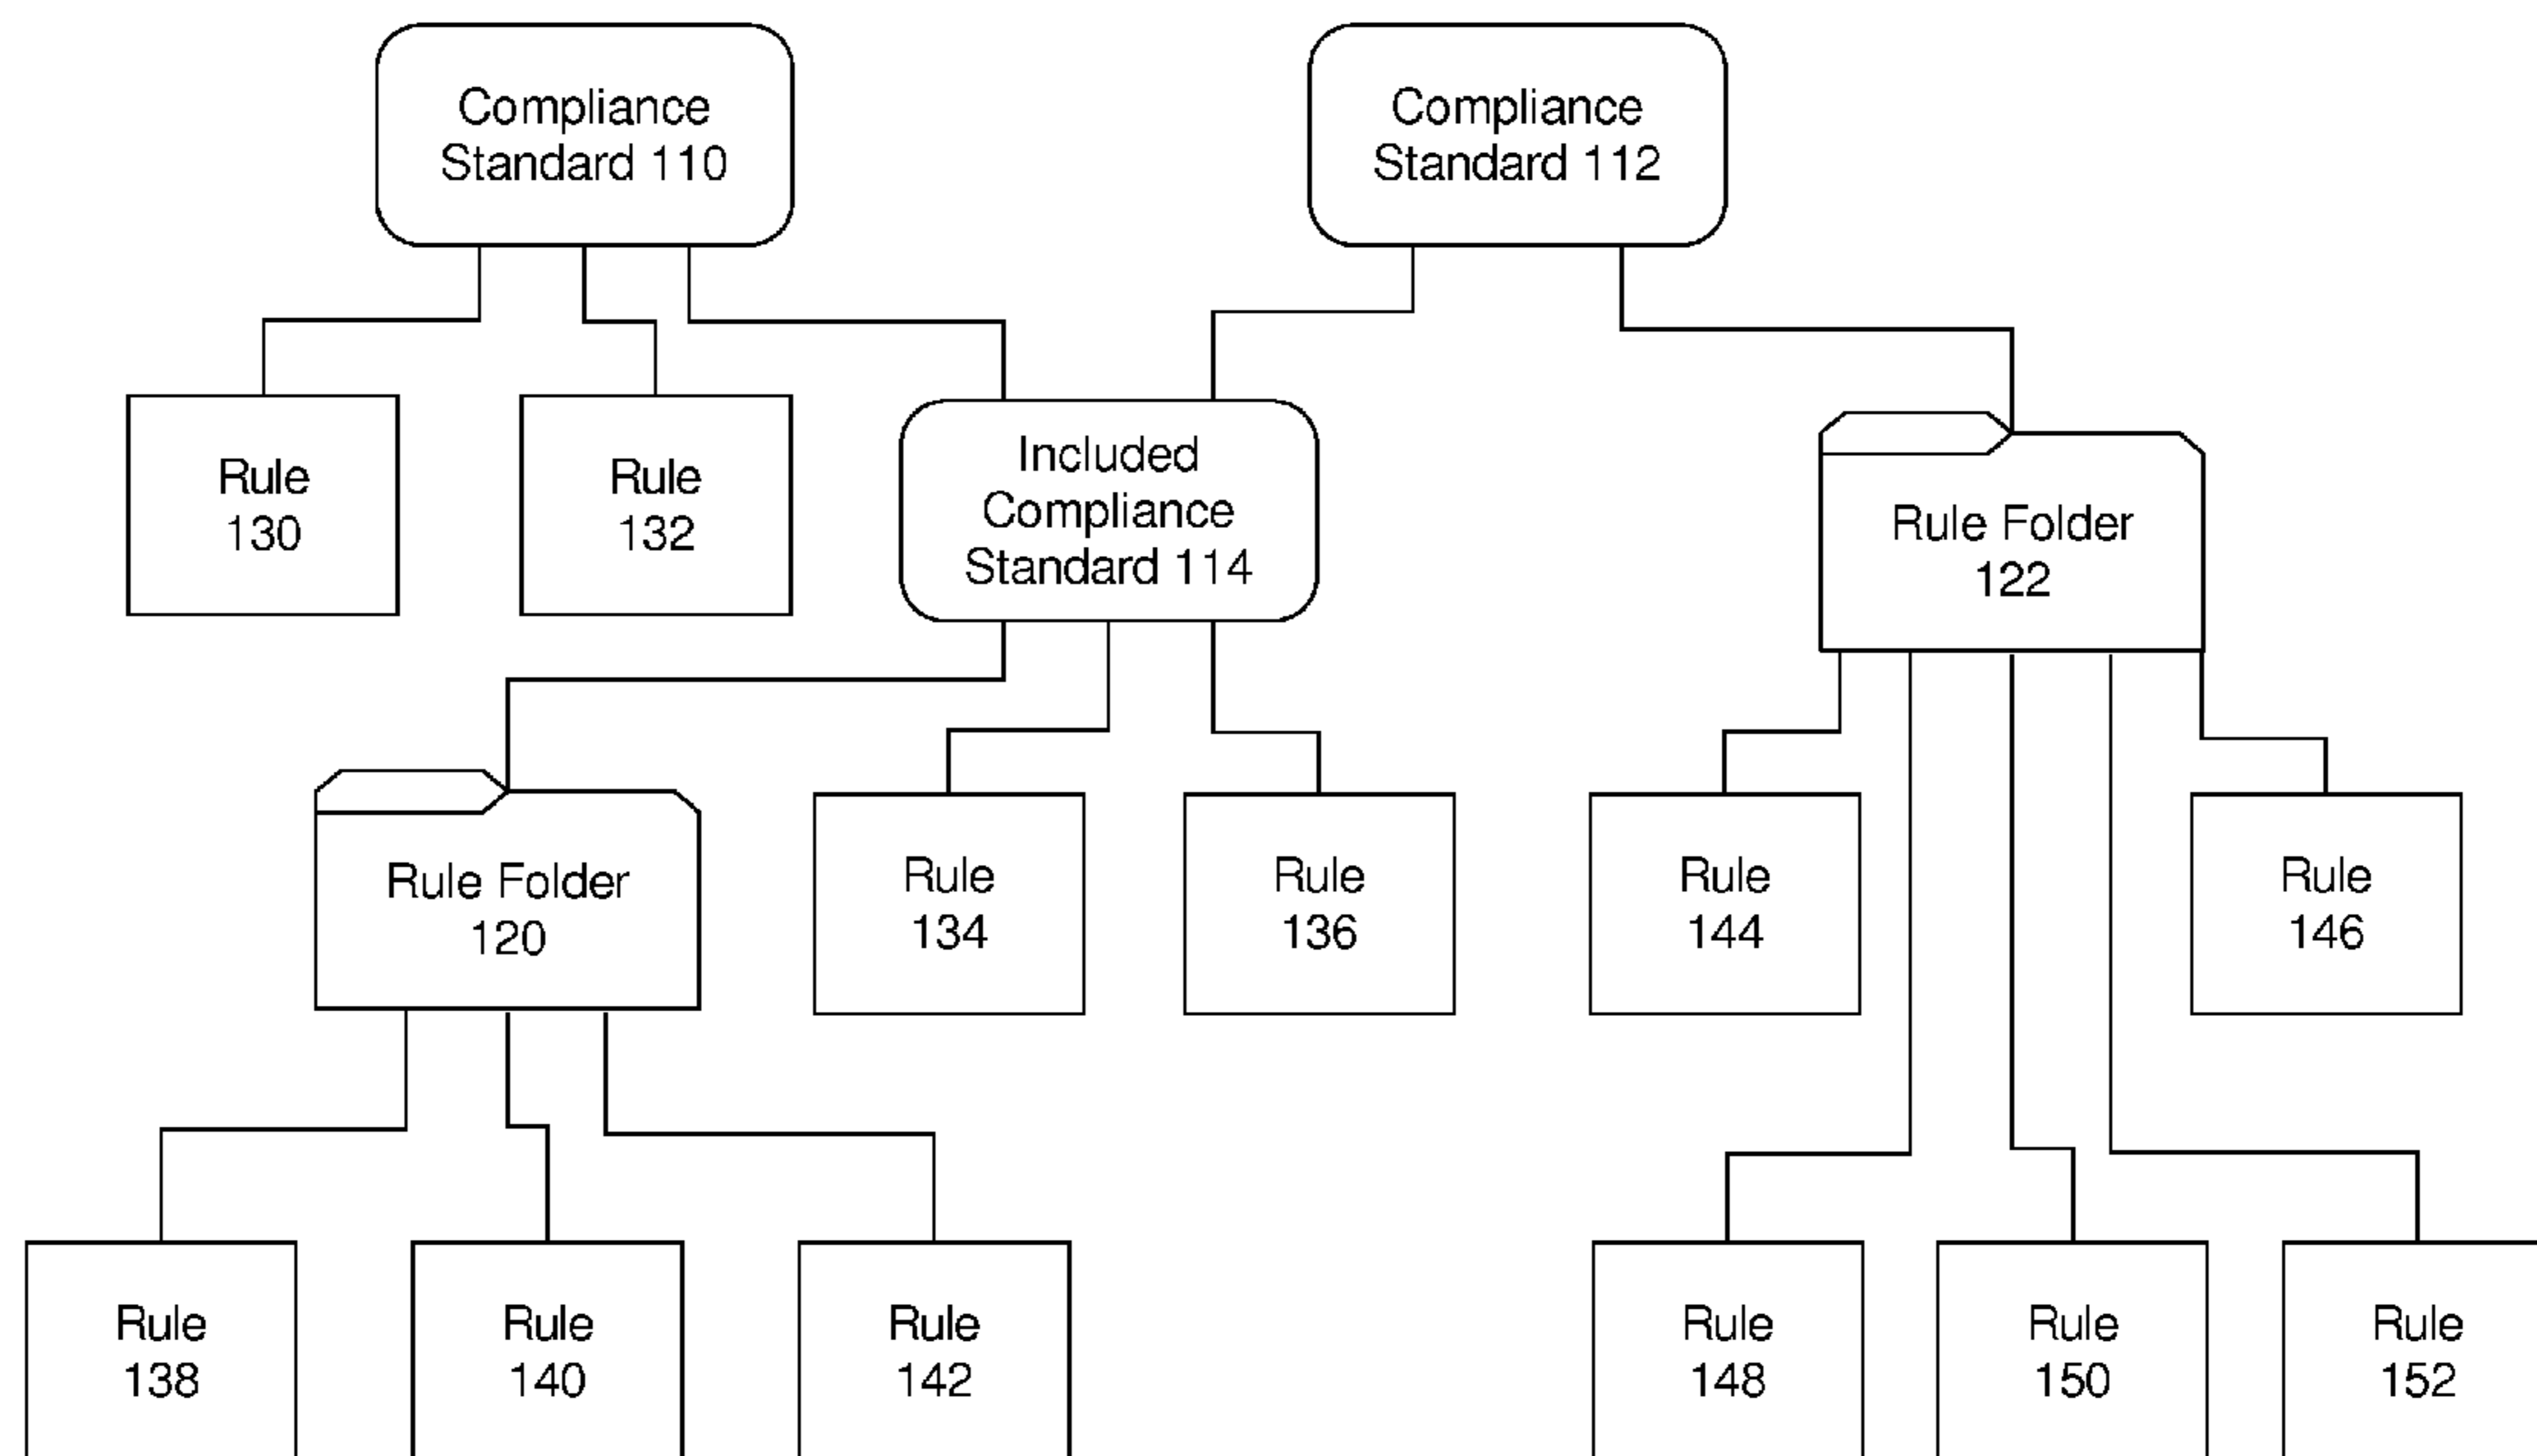 Compliance
Standard 110
Compliance
Standard 112
Rule
130
Rule
132
Included
Compliance
Standard 114
Rule Folder
122
Rule Folder
120
Rule
134
Rule
136
Rule
144
Rule
146
Rule
138
Rule
140
Rule
142
Rule
148
Rule
150
Rule
152